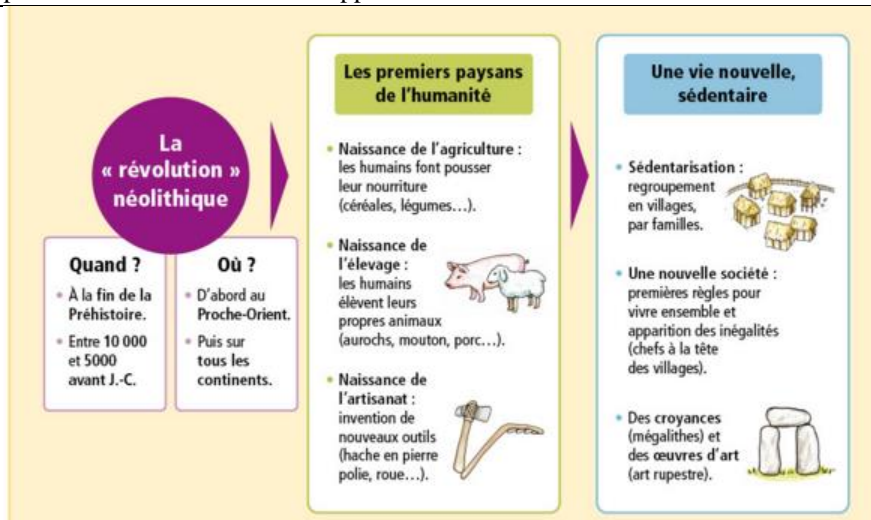 La
« révolution »
néolithique
Quand ?
• À la fin de la
Préhistoire.
• Entre 10 000
et 5000
avant J.-C.
Où ?
• D'abord au
Proche-Orient.
• Puis sur
tous les
continents.
Les premiers paysans
de l'humanité
• Naissance de l'agriculture :
les humains font pousser
leur nourriture
(céréales, légumes…).
• Naissance de
l'élevage :
les humains
élèvent leurs
propres animaux
(aurochs, mouton, porc…).
• Naissance de
l'artisanat :
invention de
nouveaux outils
(hache en pierre
polie, roue…).
Une vie nouvelle,
sédentaire
• Sédentarisation :
regroupement
en villages,
par familles.
• Une nouvelle société :
premières règles pour
vivre ensemble et
apparition des inégalités
(chefs à la tête
des villages).
• Des croyances
(mégalithes) et
des œuvres d'art
(art rupestre).